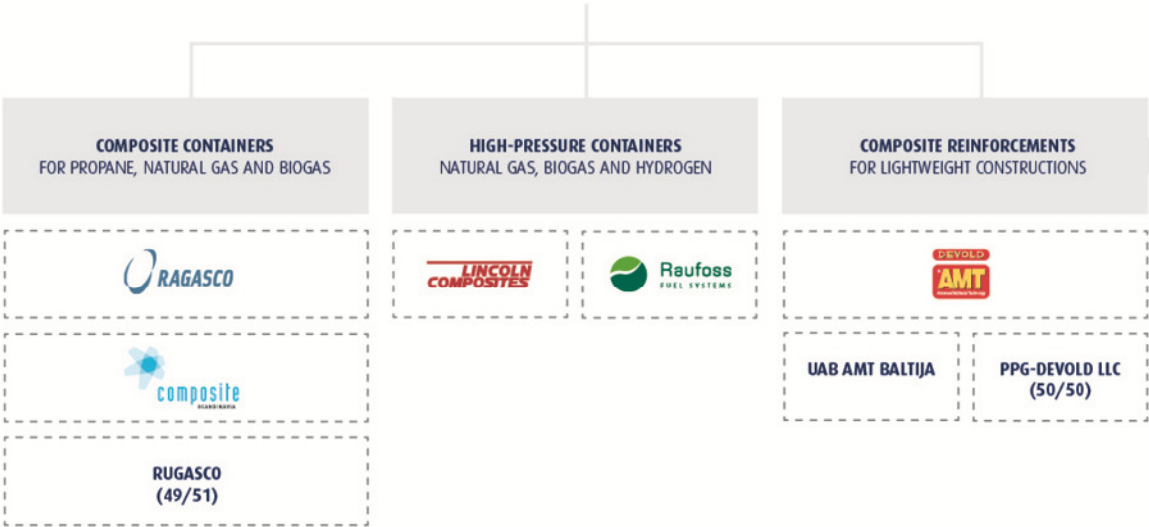 COMPOSITE CONTAINERS
FOR PROPANE, NATURAL GAS AND BIOGAS
HIGH-PRESSURE CONTAINERS
NATURAL GAS, BIOGAS AND HYDROGEN
COMPOSITE REINFORCEMENTS
FOR LIGHTWEIGHT CONSTRUCTIONS
RAGASCO
LINCOLN
COMPOSITES
Raufoss
FUEL SYSTEMS
DEVOLD
AMT
composite
SCANDINAVIA
UAB AMT BALTIJA
PPG-DEVOLD LLC
(50/50)
RUGASCO
(49/51)